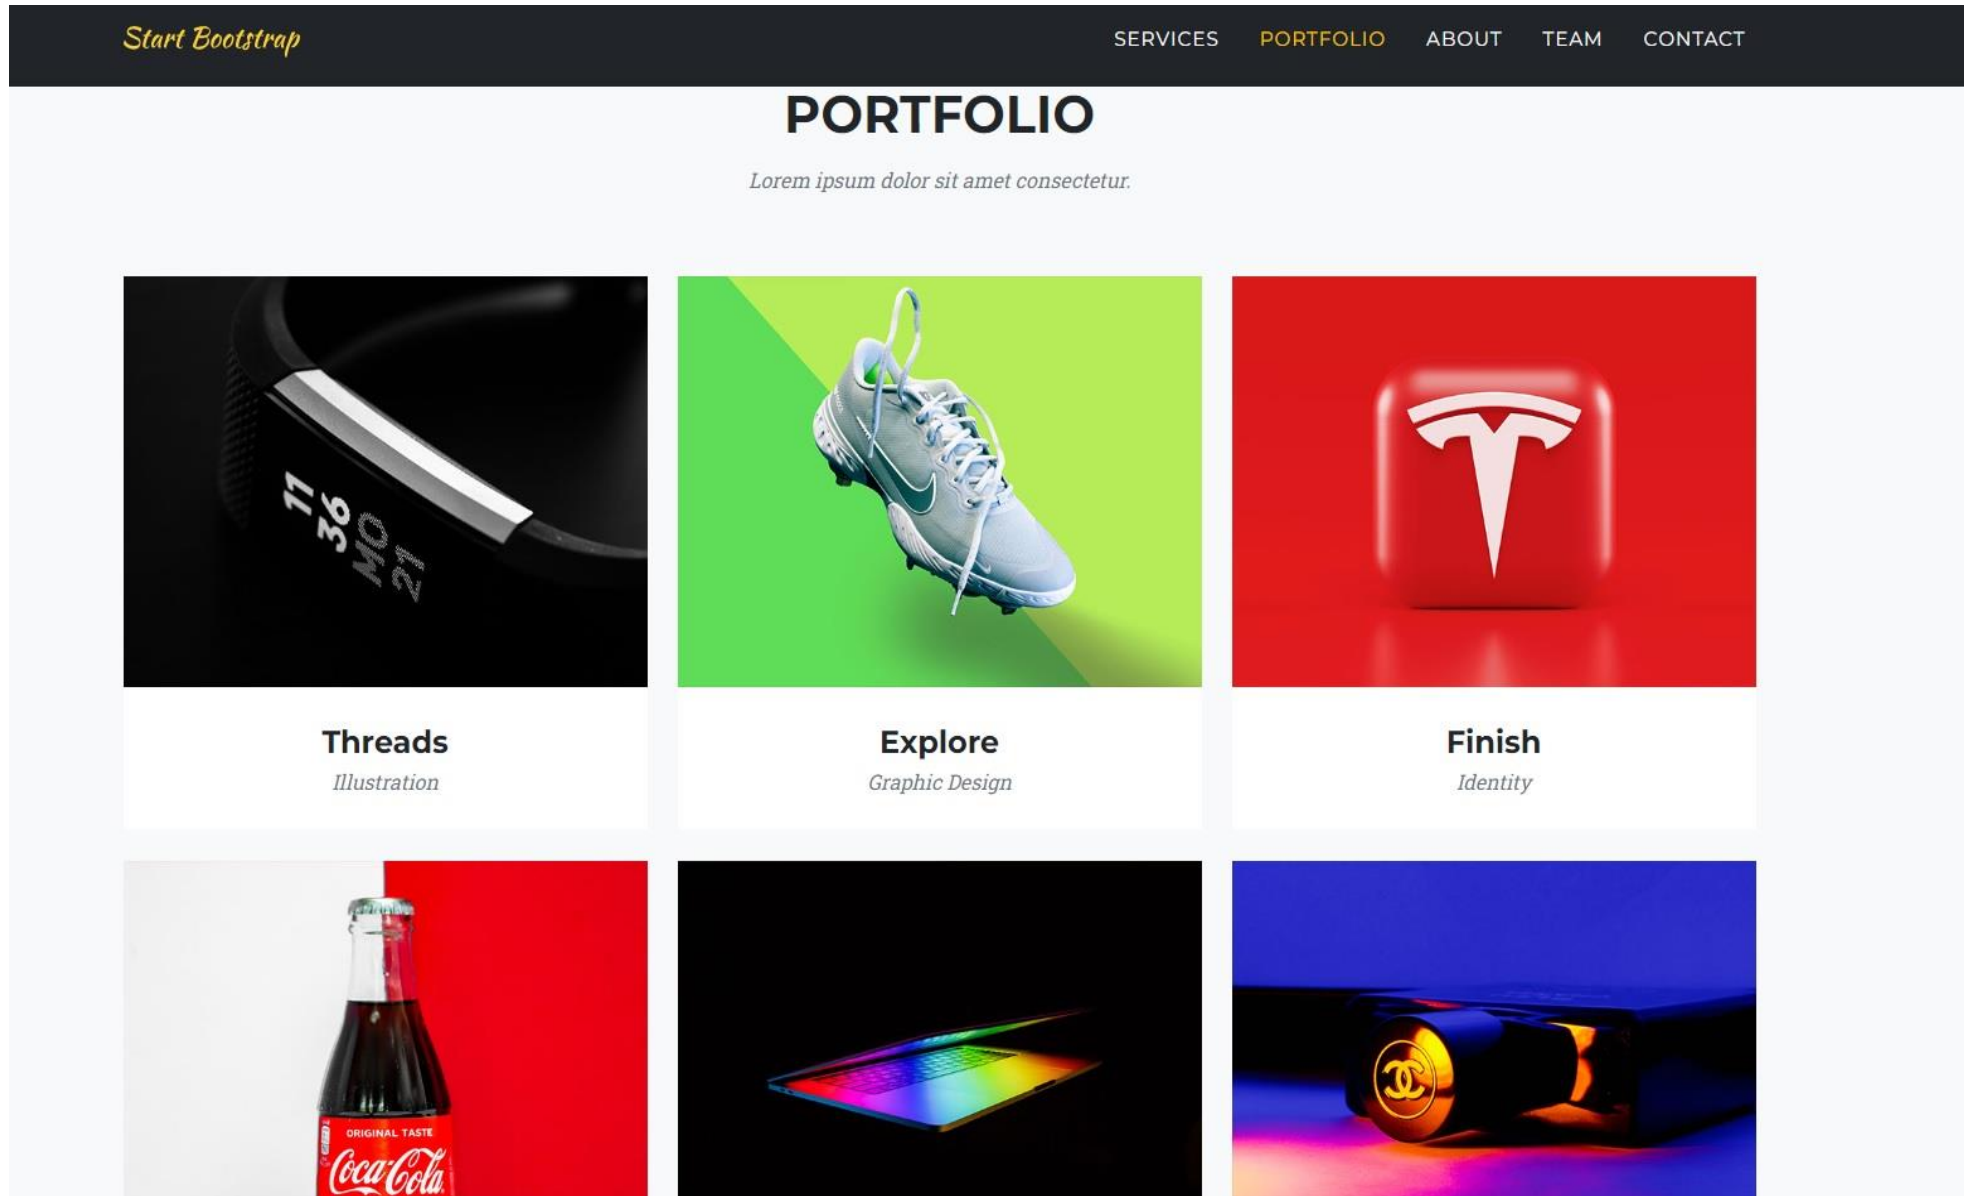 Start Bootstrap
SERVICES PORTFOLIO ABOUT TEAM CONTACT
PORTFOLIO
Lorem ipsum dolor sit amet consectetur.
11
36
MO
21
Threads
Illustration
Explore
Graphic Design
Finish
Identity
ORIGINAL TASTE
Coca-Cola